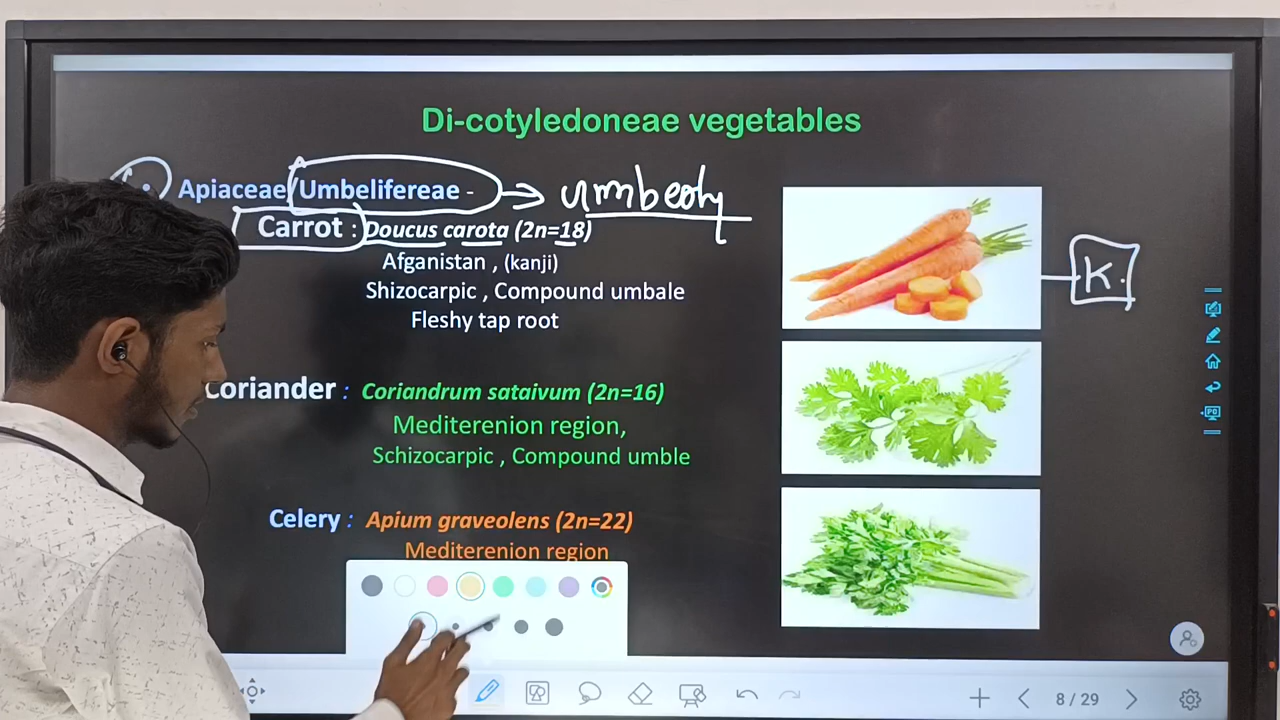 Di-cotyledoneae vegetables
Apiaceae/Umbelifereae -
Carrot : Doucus carota (2n=18)
Afganistan , (kanji)
Shizocarpic , Compound umbale
Fleshy tap root
K.
Coriander : Coriandrum sataivum (2n=16)
Mediterenion region,
Schizocarpic , Compound umble
Celery : Apium graveolens (2n=22)
Mediterenion region
8 / 29